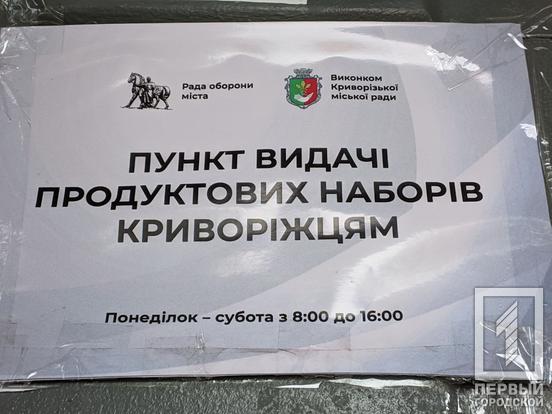 Рада оборони
міста
Виконком
Криворізької
міської ради
ПУНКТ ВИДАЧІ
ПРОДУКТОВИХ НАБОРІВ
КРИВОРІЖЦЯМ
Понеділок – субота з 8:00 до 16:00
1
ПЕРВЫЙ
ГОРОДСКОЙ